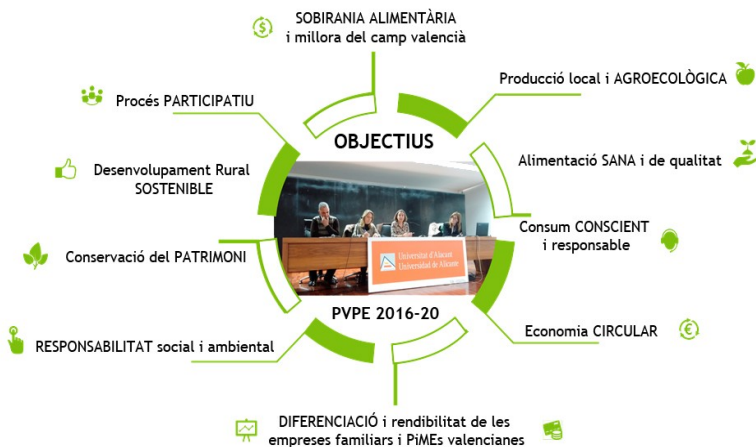 SOBIRANIA ALIMENTÀRIA
i millora del camp valencià
Producció local i AGROECOLÒGICA
Procés PARTICIPATIU
OBJECTIUS
Alimentació SANA i de qualitat
Desenvolupament Rural
SOSTENIBLE
Consum CONSCIENT
i responsable
Conservació del PATRIMONI
Universitat d'Alacant
Universidad de Alicante
PVPE 2016-20
Economia CIRCULAR
RESPONSABILITAT social i ambiental
DIFERENCIACIÓ i rendibilitat de les
empreses familiars i PiMEs valencianes